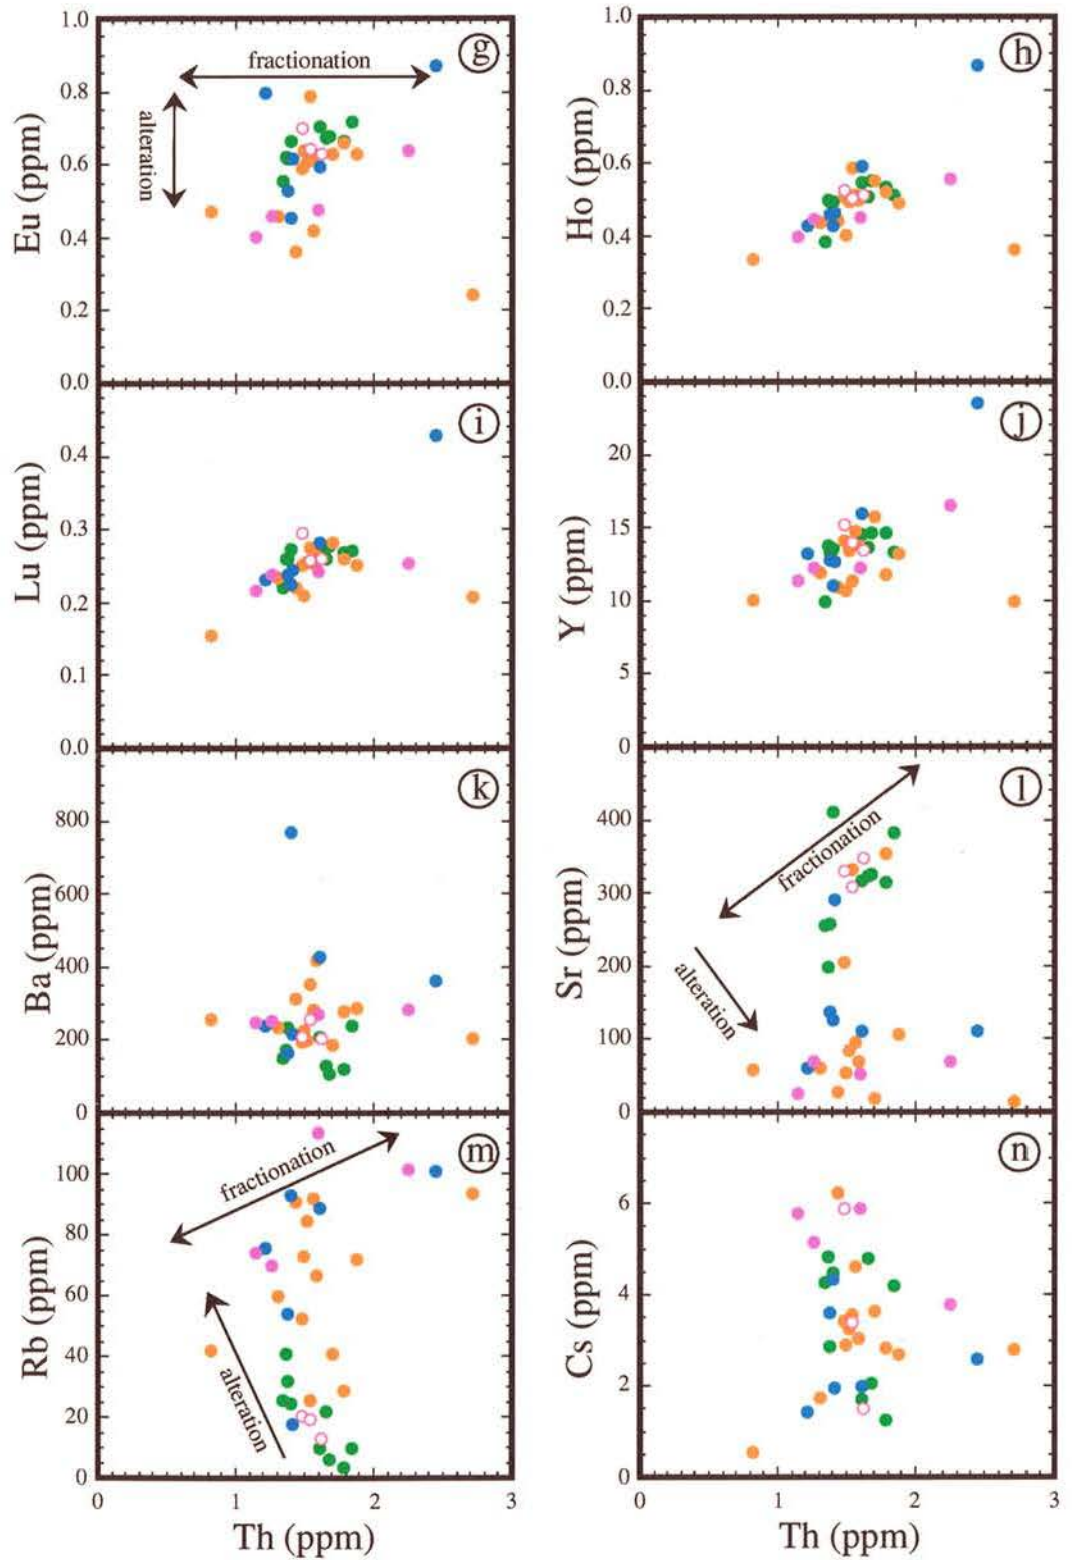 1.0
0.8
0.6
0.4
0.2
0.0
Eu (ppm)
fractionation
alteration
g
1.0
0.8
0.6
0.4
0.2
0.0
Ho (ppm)
h
0.4
0.3
0.2
0.1
0.0
Lu (ppm)
i
20
15
10
5
0
Y (ppm)
j
800
600
400
200
0
Ba (ppm)
k
400
300
200
100
0
Sr (ppm)
fractionation
alteration
l
100
80
60
40
20
0
Rb (ppm)
fractionation
alteration
m
6
4
2
0
Cs (ppm)
n
0 1 2 3
Th (ppm)
0 1 2 3
Th (ppm)